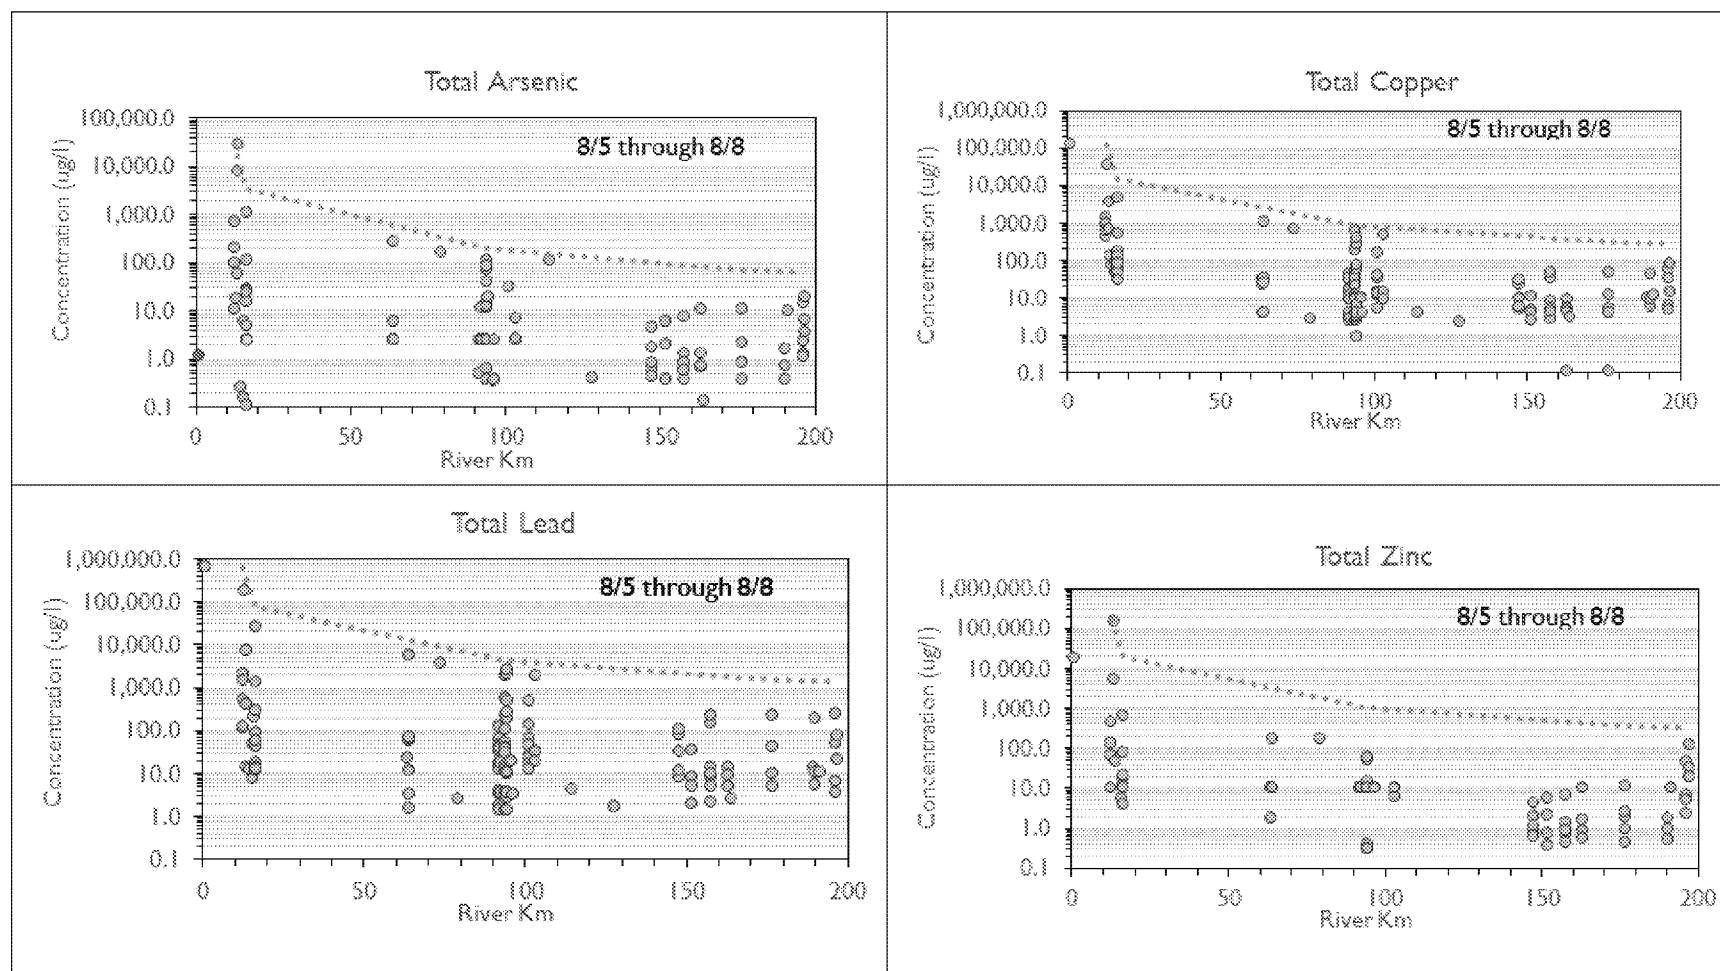 Total Arsenic
100,000.0
10,000.0
1,000.0
100.0
10.0
1.0
0.1
Concentration (ug/l)
8/5 through 8/8
0 50 100 150 200
River Km
Total Copper
1,000,000.0
100,000.0
10,000.0
1,000.0
100.0
10.0
1.0
0.1
Concentration (ug/l)
8/5 through 8/8
0 50 100 150 200
River Km
Total Lead
1,000,000.0
100,000.0
10,000.0
1,000.0
100.0
10.0
1.0
0.1
Concentration (ug/l)
8/5 through 8/8
0 50 100 150 200
River Km
Total Zinc
1,000,000.0
100,000.0
10,000.0
1,000.0
100.0
10.0
1.0
0.1
Concentration (ug/l)
8/5 through 8/8
0 50 100 150 200
River Km